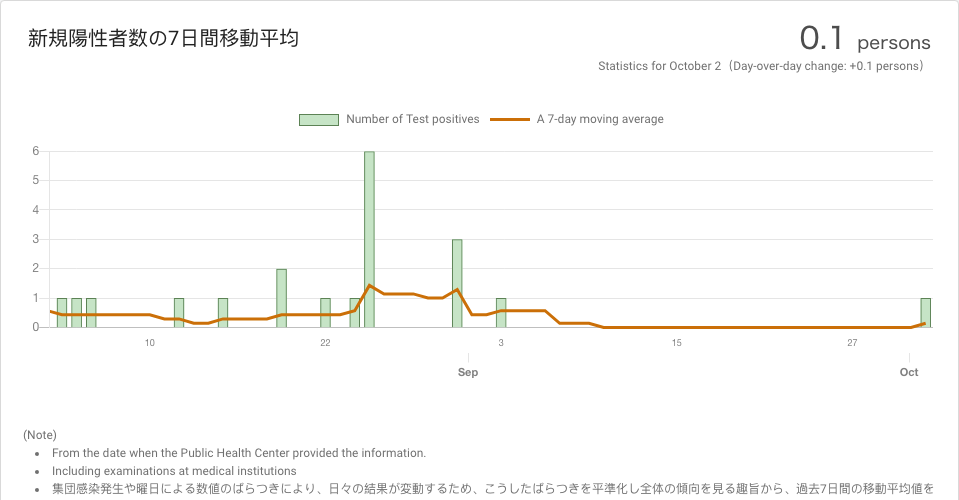 新規陽性者数の7日間移動平均
0.1 persons
Statistics for October 2（Day-over-day change: +0.1 persons）
Number of Test positives
A 7-day moving average
6
5
4
3
2
1
0
10 22 3 15 27
Sep Oct
(Note)
• From the date when the Public Health Center provided the information.
• Including examinations at medical institutions
• 集団感染発生や曜日による数値のばらつきにより、日々の結果が変動するため、こうしたばらつきを平準化し全体の傾向を見る趣旨から、過去7日間の移動平均値を